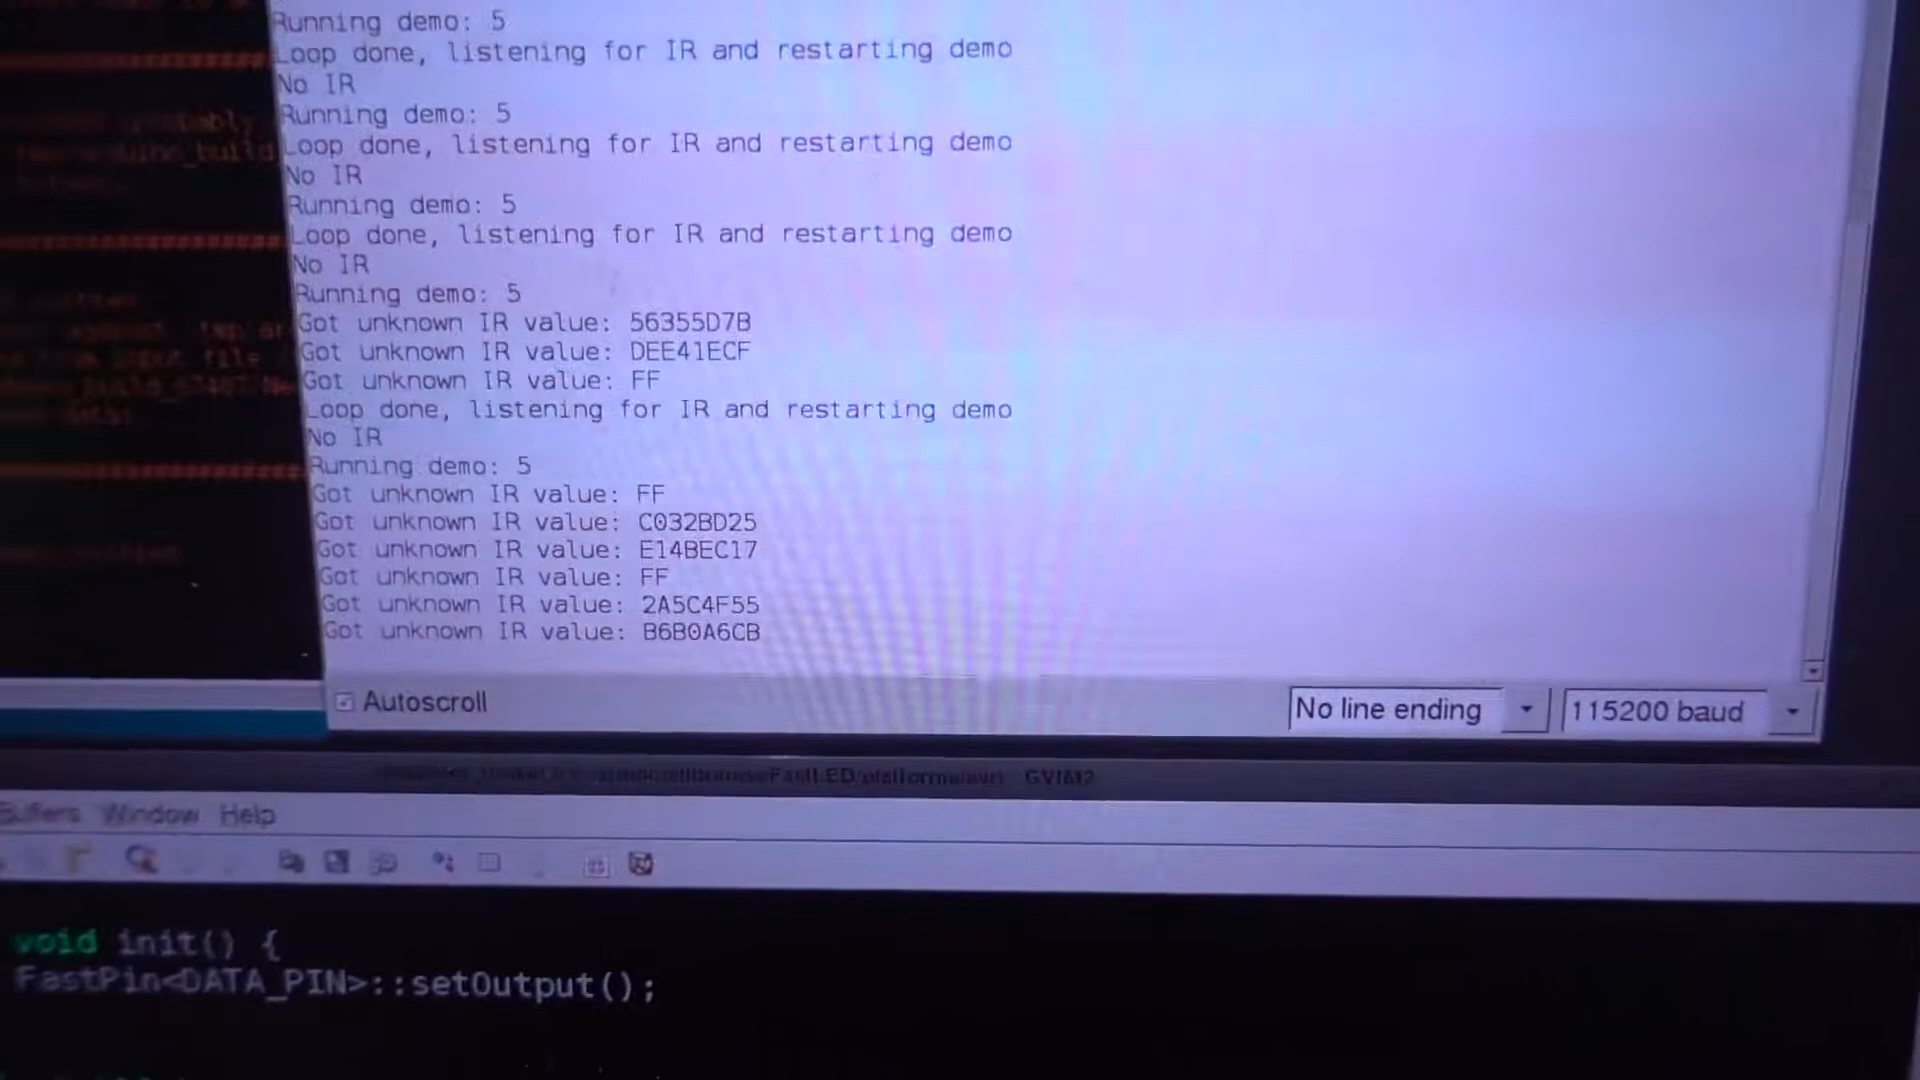 Running demo: 5
Loop done, listening for IR and restarting demo
No IR
Running demo: 5
Loop done, listening for IR and restarting demo
No IR
Running demo: 5
Loop done, listening for IR and restarting demo
No IR
Running demo: 5
Got unknown IR value: 56355D7B
Got unknown IR value: DEE41ECF
Got unknown IR value: FF
Loop done, listening for IR and restarting demo
No IR
Running demo: 5
Got unknown IR value: FF
Got unknown IR value: C032BD25
Got unknown IR value: E14BEC17
Got unknown IR value: FF
Got unknown IR value: 2A5C4F55
Got unknown IR value: B6B0A6CB
Autoscroll
No line ending
115200 baud
GVIM2
Buffers Window Help
void init() {
FastPin<DATA_PIN>::setOutput();